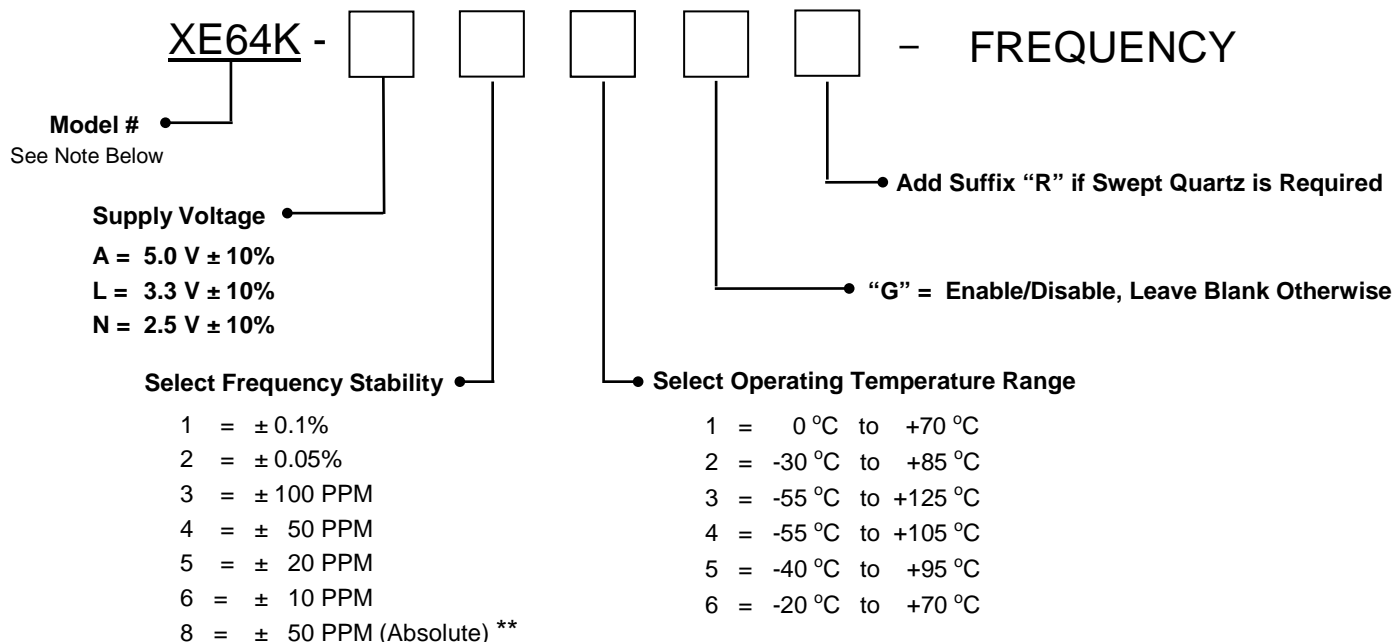 XE64K - – FREQUENCY
Model #
See Note Below
Add Suffix “R” if Swept Quartz is Required
Supply Voltage
A = 5.0 V ± 10%
L = 3.3 V ± 10%
N = 2.5 V ± 10%
“G” = Enable/Disable, Leave Blank Otherwise
Select Frequency Stability
1 = ± 0.1%
2 = ± 0.05%
3 = ± 100 PPM
4 = ± 50 PPM
5 = ± 20 PPM
6 = ± 10 PPM
8 = ± 50 PPM (Absolute) **
Select Operating Temperature Range
1 = 0 °C to +70 °C
2 = -30 °C to +85 °C
3 = -55 °C to +125 °C
4 = -55 °C to +105 °C
5 = -40 °C to +95 °C
6 = -20 °C to +70 °C